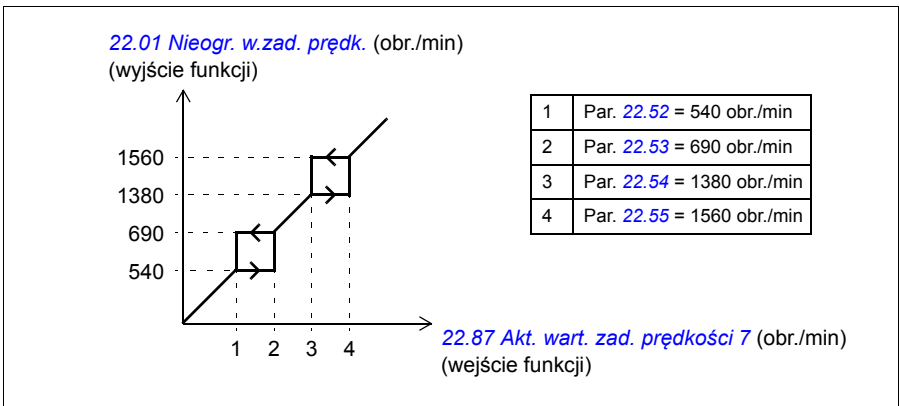 22.01 Nieogr. w.zad. prędk. (obr./min)
(wyjście funkcji)
1 Par. 22.52 = 540 obr./min
2 Par. 22.53 = 690 obr./min
3 Par. 22.54 = 1380 obr./min
4 Par. 22.55 = 1560 obr./min
1560
1380
690
540
1 2 3 4
22.87 Akt. wart. zad. prędkości 7 (obr./min)
(wejście funkcji)